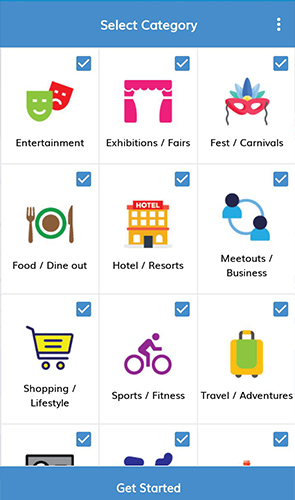 Select Category
Entertainment
Exhibitions / Fairs
Fest / Carnivals
Food / Dine out
HOTEL
Hotel / Resorts
Meetouts /
Business
Shopping /
Lifestyle
Sports / Fitness
Travel / Adventures
Get Started